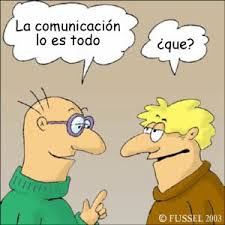 La comunicación
lo es todo
¿que?
© FUSSEL 2003